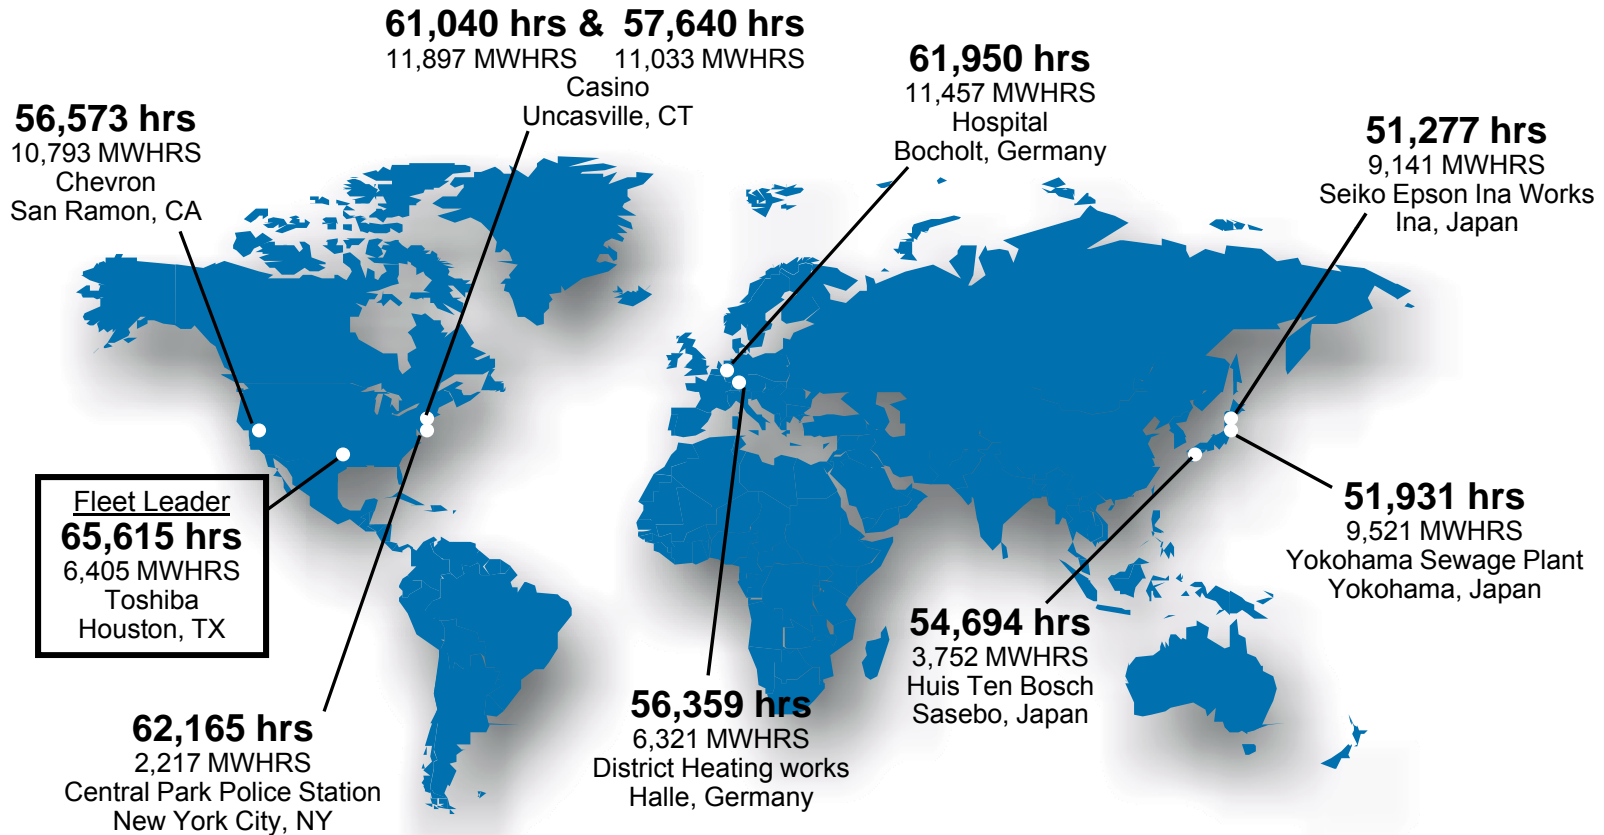 61,040 hrs & 57,640 hrs
11,897 MWHRS 11,033 MWHRS
Casino
Uncasville, CT
61,950 hrs
11,457 MWHRS
Hospital
Bocholt, Germany
56,573 hrs
10,793 MWHRS
Chevron
San Ramon, CA
51,277 hrs
9,141 MWHRS
Seiko Epson Ina Works
Ina, Japan
Fleet Leader
65,615 hrs
6,405 MWHRS
Toshiba
Houston, TX
51,931 hrs
9,521 MWHRS
Yokohama Sewage Plant
Yokohama, Japan
54,694 hrs
3,752 MWHRS
Huis Ten Bosch
Sasebo, Japan
56,359 hrs
6,321 MWHRS
District Heating works
Halle, Germany
62,165 hrs
2,217 MWHRS
Central Park Police Station
New York City, NY